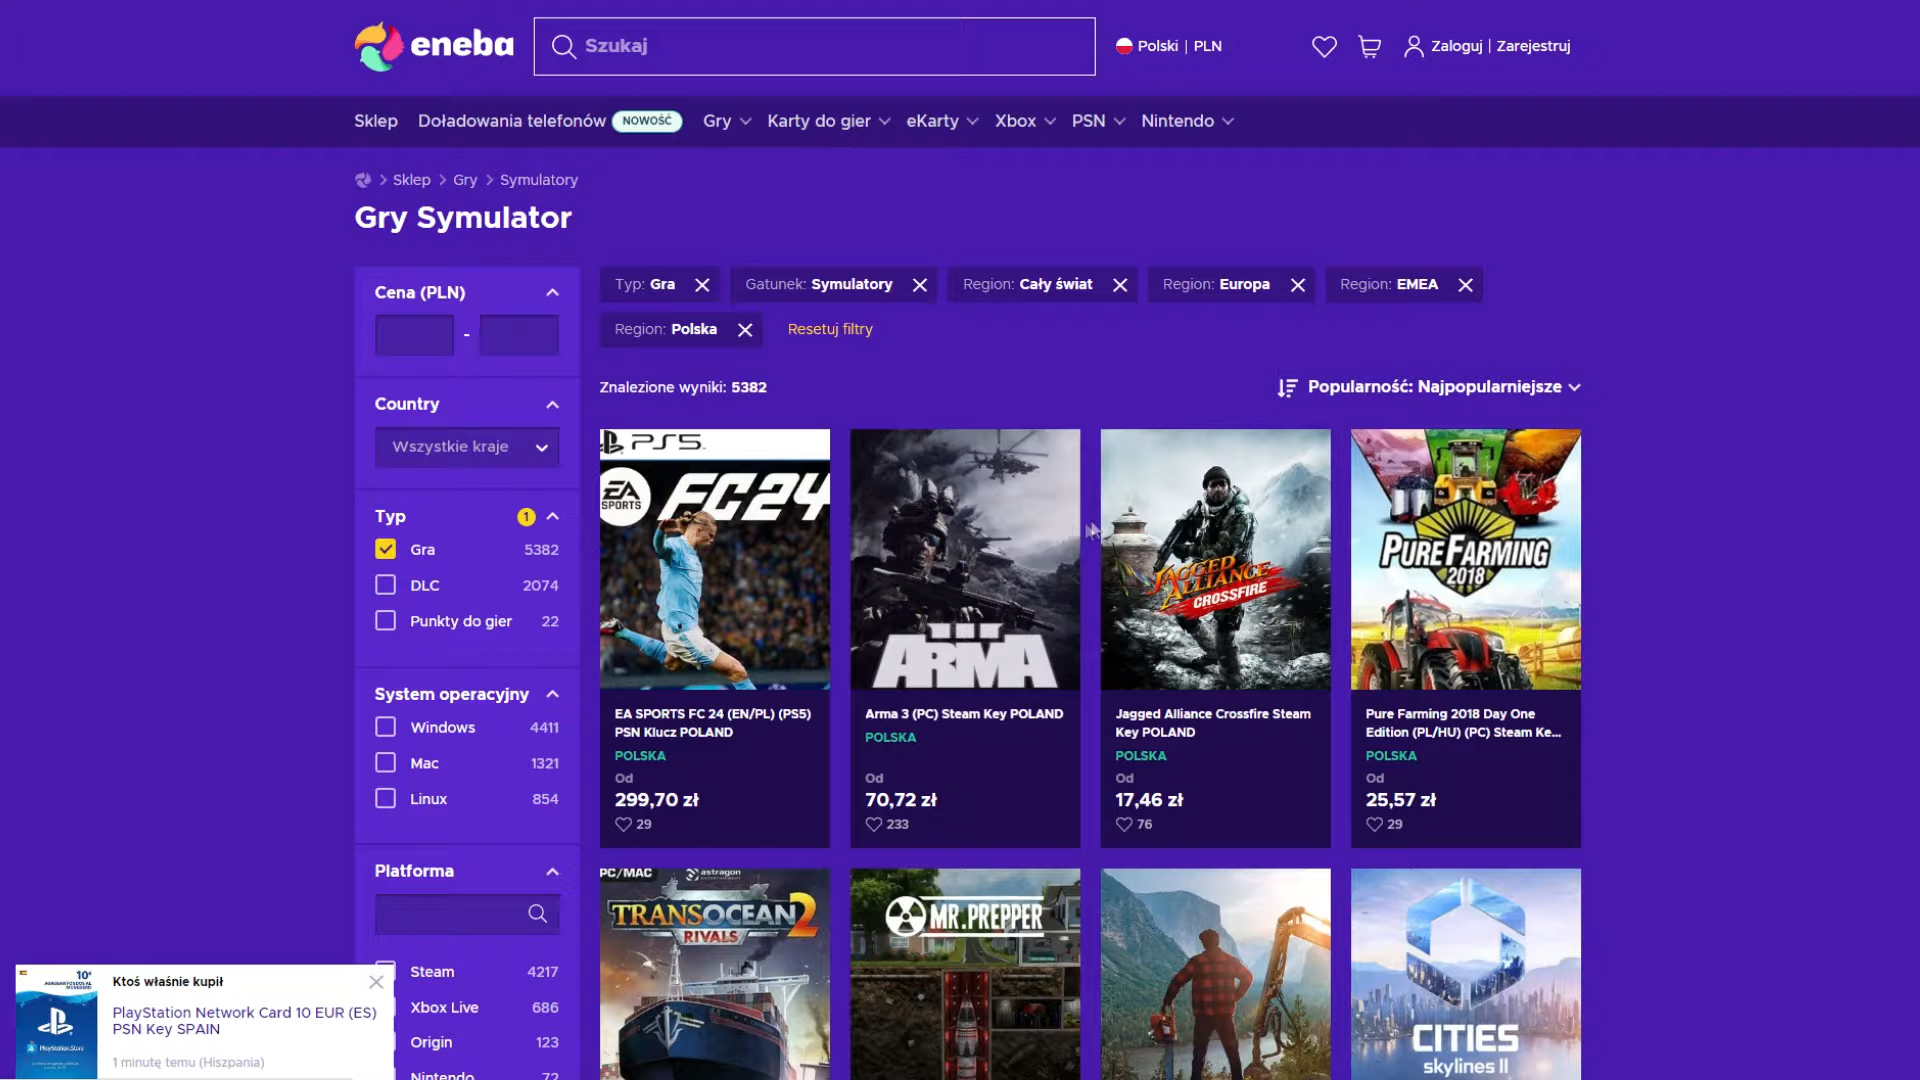 eneba
Szukaj
Polski | PLN
Zaloguj | Zarejestruj
Sklep
Doładowania telefonów NOWOŚĆ
Gry
Karty do gier
eKarty
Xbox
PSN
Nintendo
Sklep
Gry
Symulatory
Gry Symulator
Cena (PLN)
-
Country
Wszystkie kraje
Typ
1
Gra 5382
DLC 2074
Punkty do gier 22
System operacyjny
Windows 4411
Mac 1321
Linux 854
Platforma
Steam 4217
Xbox Live 686
Origin 123
Nintendo 72
Typ: Gra
Gatunek: Symulatory
Region: Cały świat
Region: Europa
Region: EMEA
Region: Polska
Resetuj filtry
Znalezione wyniki: 5382
Popularność: Najpopularniejsze
PS5
EA SPORTS
FC24
EA SPORTS FC 24 (EN/PL) (PS5)
PSN Klucz POLAND
POLSKA
Od
299,70 zł
29
III
ARMA
Arma 3 (PC) Steam Key POLAND
POLSKA
Od
70,72 zł
233
JAGGED
ALLIANCE
CROSSFIRE
Jagged Alliance Crossfire Steam
Key POLAND
POLSKA
Od
17,46 zł
76
PURE FARMING
2018
Pure Farming 2018 Day One
Edition (PL/HU) (PC) Steam Ke...
POLSKA
Od
25,57 zł
29
PC/MAC
astragon
TRANSOCEAN 2
RIVALS
MR.PREPPER
CITIES
skylines II
10€
PlayStation.Store
Ktoś właśnie kupił
PlayStation Network Card 10 EUR (ES)
PSN Key SPAIN
1 minutę temu (Hiszpania)